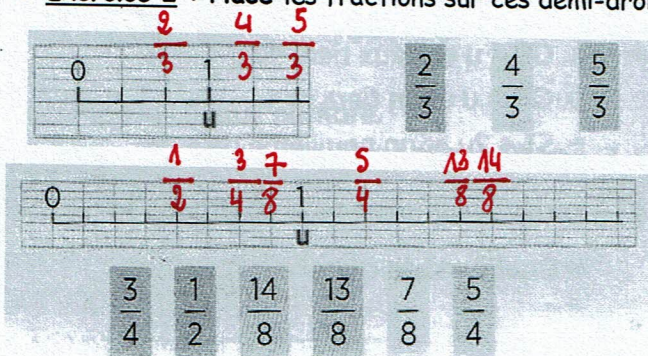 : Place les fractions sur ces demi-dro
2/3 4/3 5/3
0 1
u
2/3 4/3 5/3
1/2 3/4 7/8 5/4 13/8 14/8
0 1
u
3/4 1/2 14/8 13/8 7/8 5/4